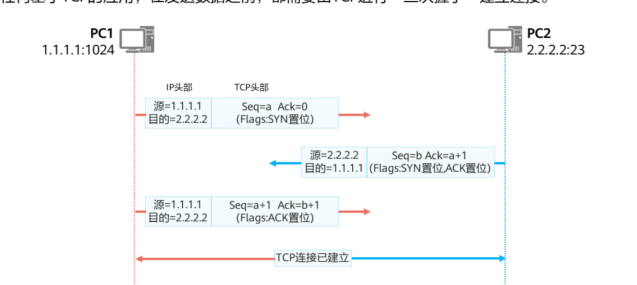 任何基于TCP的应用，在发送数据之前，都需要由TCP进行“三次握手”建立连接。
PC1
1.1.1.1:1024
PC2
2.2.2.2:23
IP头部 TCP头部
源=1.1.1.1 Seq=a Ack=0
目的=2.2.2.2 (Flags:SYN置位)
源=2.2.2.2 Seq=b Ack=a+1
目的=1.1.1.1 (Flags:SYN置位,ACK置位)
源=1.1.1.1 Seq=a+1 Ack=b+1
目的=2.2.2.2 (Flags:ACK置位)
TCP连接已建立